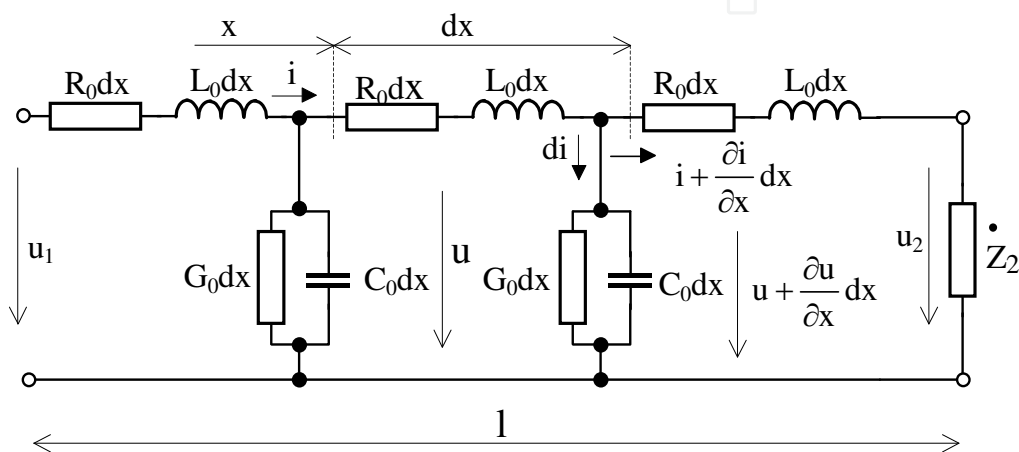 x
dx
R₀dx
L₀dx
i
R₀dx
L₀dx
R₀dx
L₀dx
di
i + ∂i/∂x dx
u₁
G₀dx
C₀dx
u
G₀dx
C₀dx
u + ∂u/∂x dx
u₂
Ż₂
l